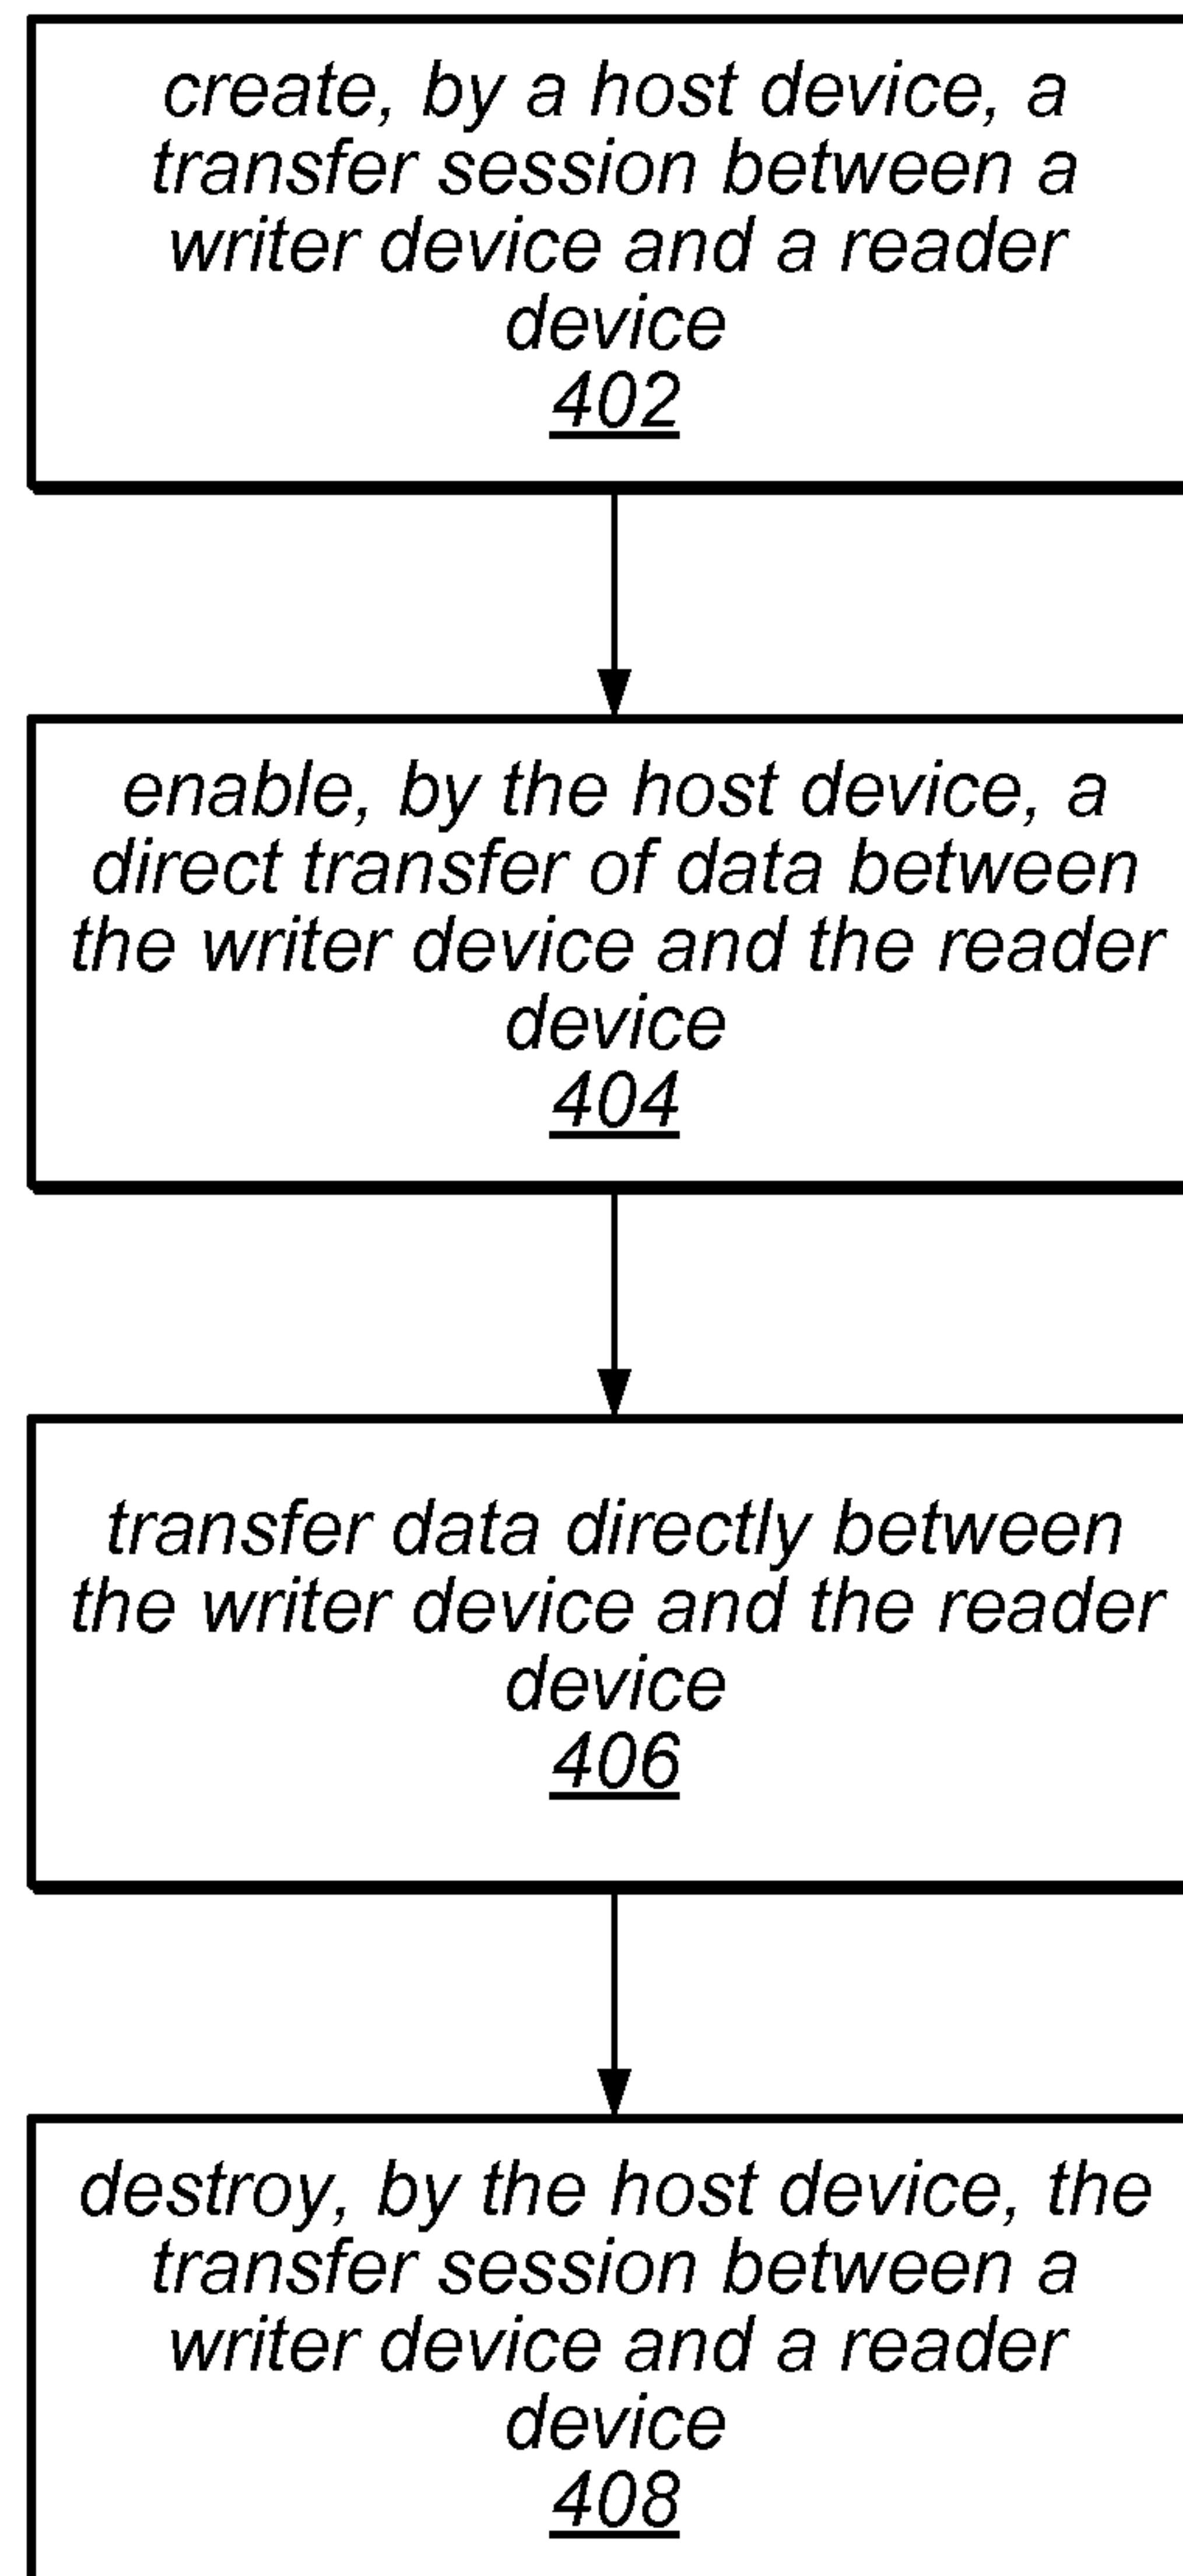 create, by a host device, a
transfer session between a
writer device and a reader
device
402
enable, by the host device, a
direct transfer of data between
the writer device and the reader
device
404
transfer data directly between
the writer device and the reader
device
406
destroy, by the host device, the
transfer session between a
writer device and a reader
device
408